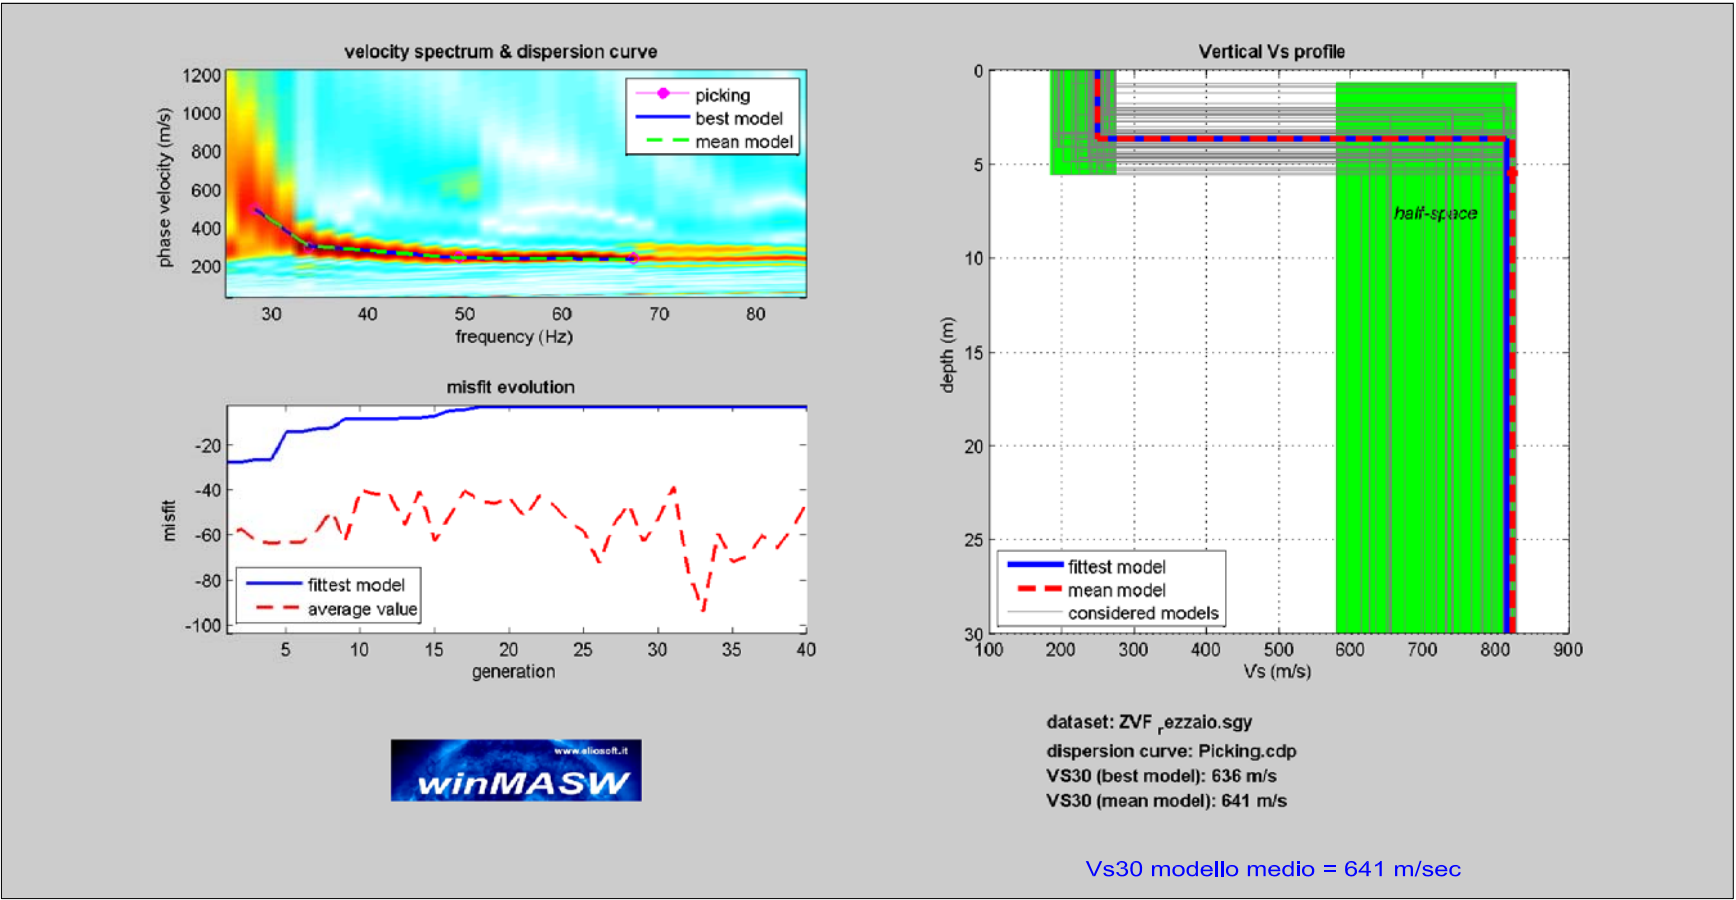 velocity spectrum & dispersion curve
1200
1000
800
600
400
200
phase velocity (m/s)
picking
best model
mean model
30 40 50 60 70 80
frequency (Hz)
misfit evolution
-20
-40
-60
-80
-100
misfit
fittest model
average value
5 10 15 20 25 30 35 40
generation
www.eliosoft.it
winMASW
Vertical Vs profile
0
5
10
15
20
25
30
depth (m)
half-space
fittest model
mean model
considered models
100 200 300 400 500 600 700 800 900
Vs (m/s)
dataset: ZVF rezzaio.sgy
dispersion curve: Picking.cdp
VS30 (best model): 636 m/s
VS30 (mean model): 641 m/s
Vs30 modello medio = 641 m/sec